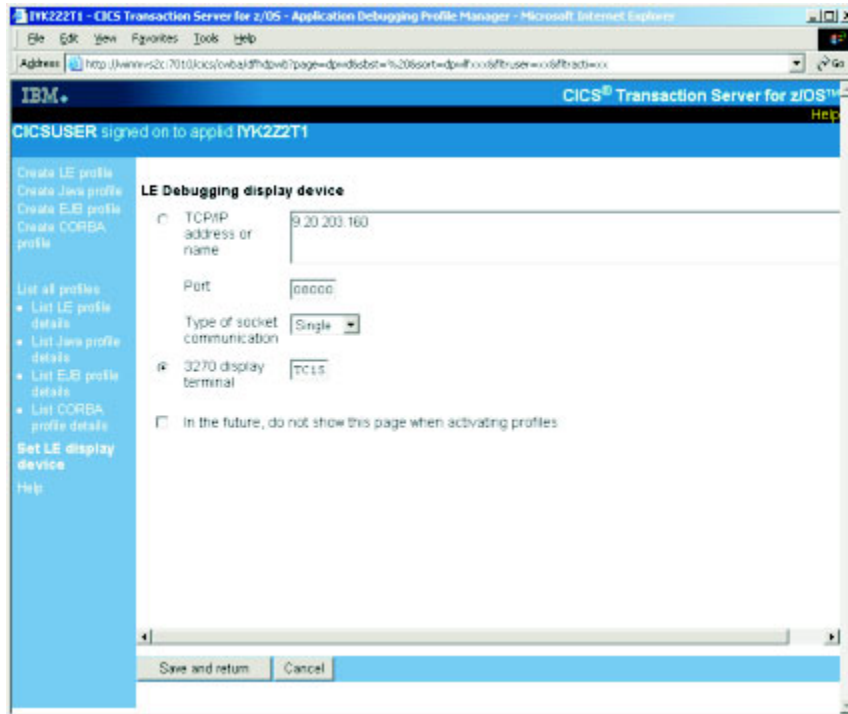 IYK2Z2T1 - CICS Transaction Server for z/OS - Application Debugging Profile Manager - Microsoft Internet Explorer
File Edit View Favorites Tools Help
Address Go
IBM. CICS® Transaction Server for z/OS™
Help
CICSUSER signed on to applid IYK2Z2T1
Create LE profile
Create Java profile
Create EJB profile
Create CORBA
profile
List all profiles
List LE profile
details
List Java profile
details
List EJB profile
details
List CORBA
profile details
Set LE display
device
Help
LE Debugging display device
TCP/IP
address or
name
9.20.203.160
Port 00000
Type of socket
communication
Single
3270 display
terminal
TC15
In the future, do not show this page when activating profiles
Save and return Cancel